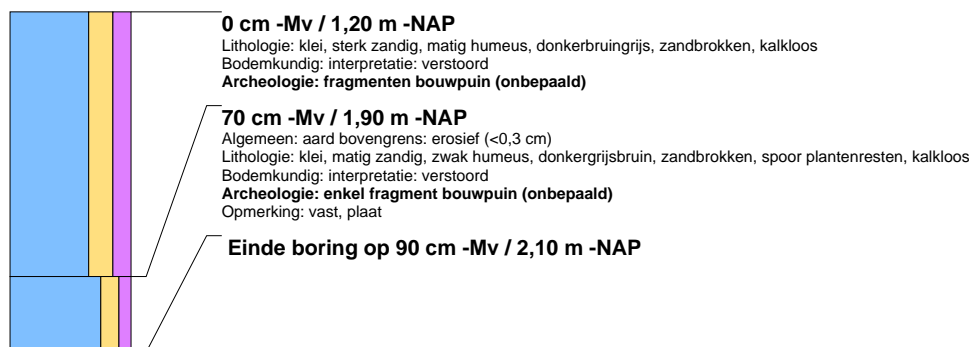 0 cm -Mv / 1,20 m -NAP
Lithologie: klei, sterk zandig, matig humeus, donkerbruingrijs, zandbrokken, kalkloos
Bodemkundig: interpretatie: verstoord
Archeologie: fragmenten bouwpuin (onbepaald)
70 cm -Mv / 1,90 m -NAP
Algemeen: aard bovengrens: erosief (<0,3 cm)
Lithologie: klei, matig zandig, zwak humeus, donkergrijsbruin, zandbrokken, spoor plantenresten, kalkloos
Bodemkundig: interpretatie: verstoord
Archeologie: enkel fragment bouwpuin (onbepaald)
Opmerking: vast, plaat
Einde boring op 90 cm -Mv / 2,10 m -NAP